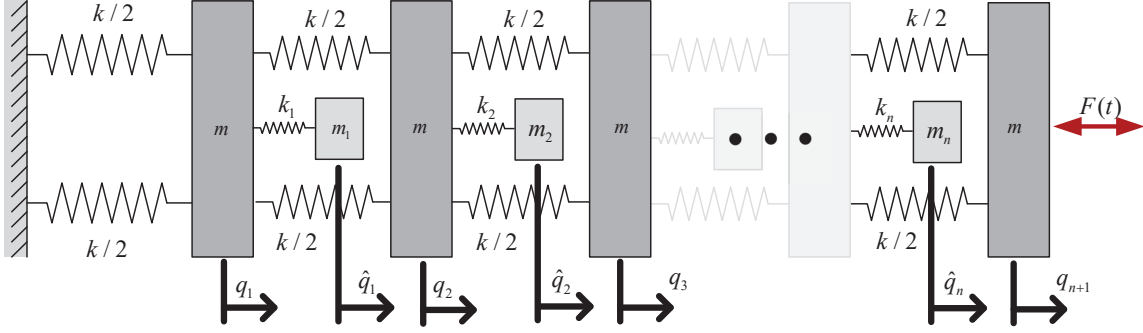 k / 2 k / 2 k / 2 k / 2
k₁ k₂ kₙ F(t)
m m₁ m m₂ m mₙ m
k / 2 k / 2 k / 2 k / 2
q₁ q̂₁ q₂ q̂₂ q₃ q̂ₙ qₙ₊₁